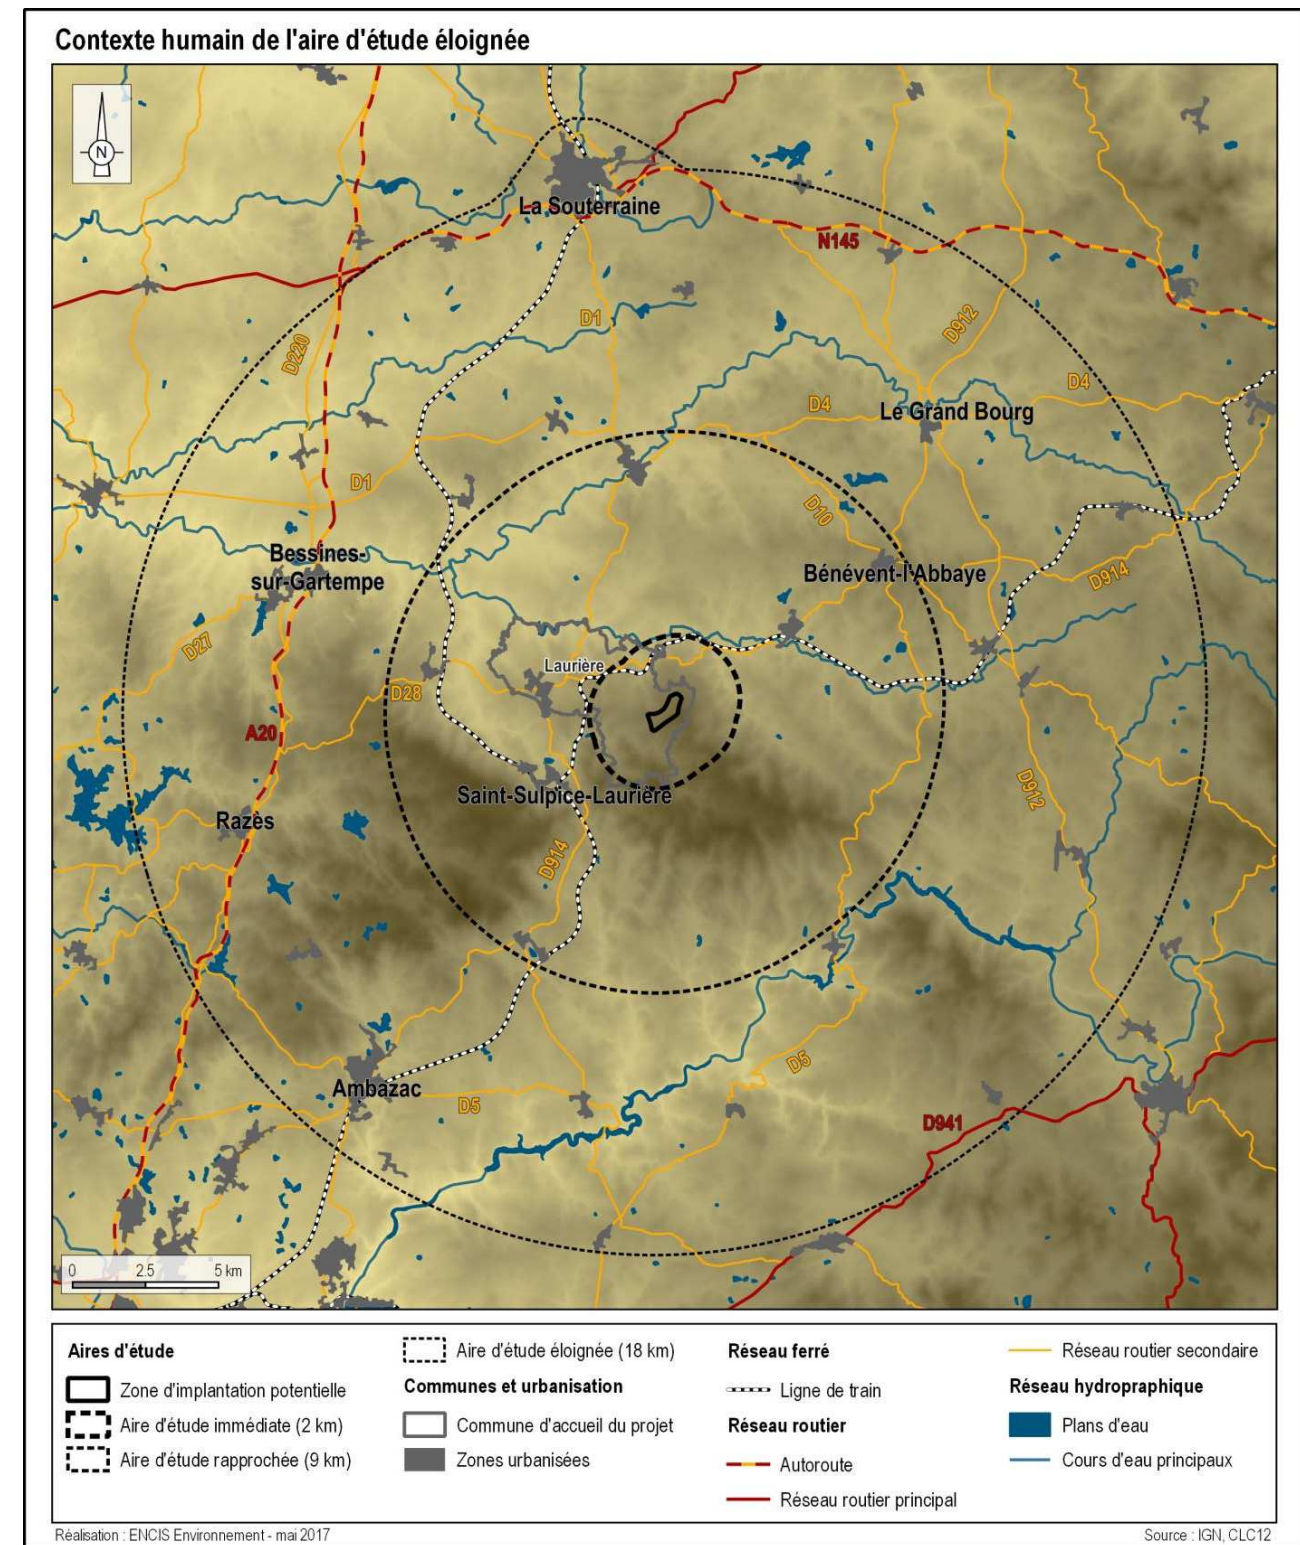 Contexte humain de l'aire d'étude éloignée
N
La Souterraine
N145
D1
D220
D912
D4
D4
Le Grand Bourg
D1
D10
Bessines-
sur-Gartempe
Bénévent-l'Abbaye
D914
D27
Laurière
D28
A20
D912
Saint-Sulpice-Laurière
Razès
D914
D5
Ambazac
D5
D941
0 2.5 5 km
Aires d'étude
Zone d'implantation potentielle
Aire d'étude immédiate (2 km)
Aire d'étude rapprochée (9 km)
Aire d'étude éloignée (18 km)
Communes et urbanisation
Commune d'accueil du projet
Zones urbanisées
Réseau ferré
Ligne de train
Réseau routier
Autoroute
Réseau routier principal
Réseau routier secondaire
Réseau hydropraphique
Plans d'eau
Cours d'eau principaux
Réalisation : ENCIS Environnement - mai 2017
Source : IGN, CLC12